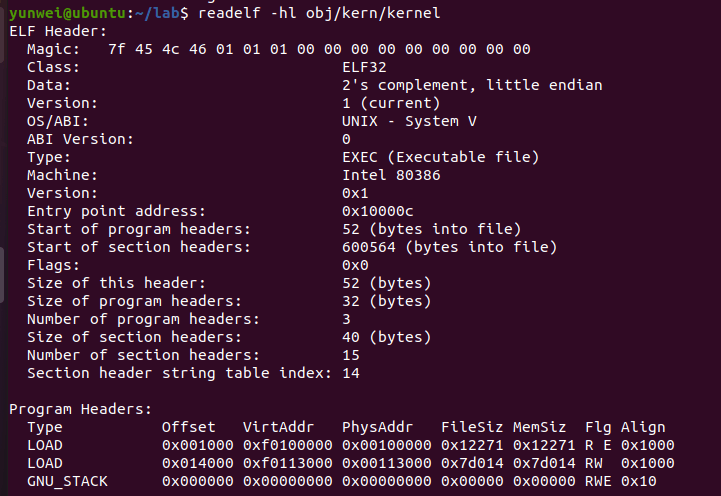 yunwei@ubuntu:~/lab$ readelf -hl obj/kern/kernel
ELF Header:
  Magic:   7f 45 4c 46 01 01 01 00 00 00 00 00 00 00 00 00
  Class:                             ELF32
  Data:                              2's complement, little endian
  Version:                           1 (current)
  OS/ABI:                            UNIX - System V
  ABI Version:                       0
  Type:                              EXEC (Executable file)
  Machine:                           Intel 80386
  Version:                           0x1
  Entry point address:               0x10000c
  Start of program headers:          52 (bytes into file)
  Start of section headers:          600564 (bytes into file)
  Flags:                             0x0
  Size of this header:               52 (bytes)
  Size of program headers:           32 (bytes)
  Number of program headers:         3
  Size of section headers:           40 (bytes)
  Number of section headers:         15
  Section header string table index: 14
Program Headers:
  Type           Offset   VirtAddr   PhysAddr   FileSiz MemSiz  Flg Align
  LOAD           0x001000 0xf0100000 0x00100000 0x12271 0x12271 R E 0x1000
  LOAD           0x014000 0xf0113000 0x00113000 0x7d014 0x7d014 RW  0x1000
  GNU_STACK      0x000000 0x00000000 0x00000000 0x00000 0x00000 RWE 0x10